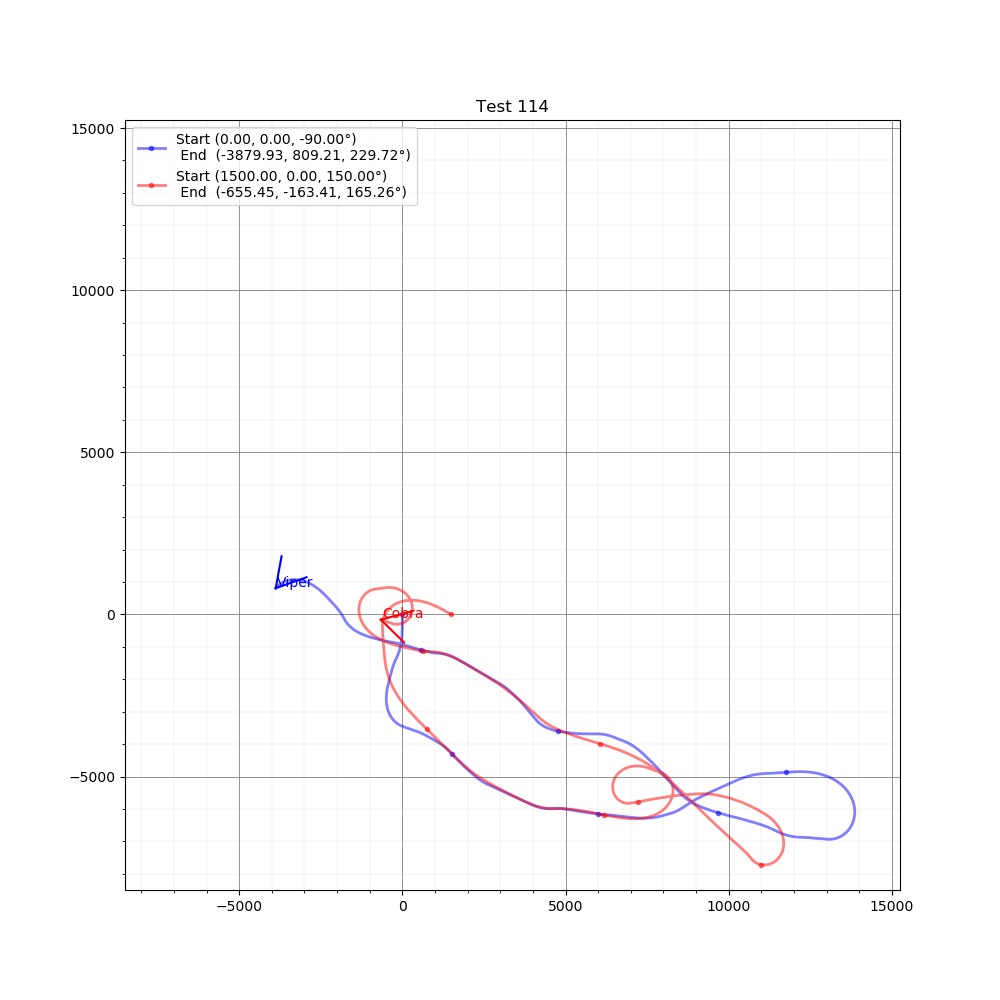 Test 114
Start (0.00, 0.00, -90.00°)
End (-3879.93, 809.21, 229.72°)
Start (1500.00, 0.00, 150.00°)
End (-655.45, -163.41, 165.26°)
15000
10000
5000
0
−5000
Viper
Cobra
−5000
0
5000
10000
15000